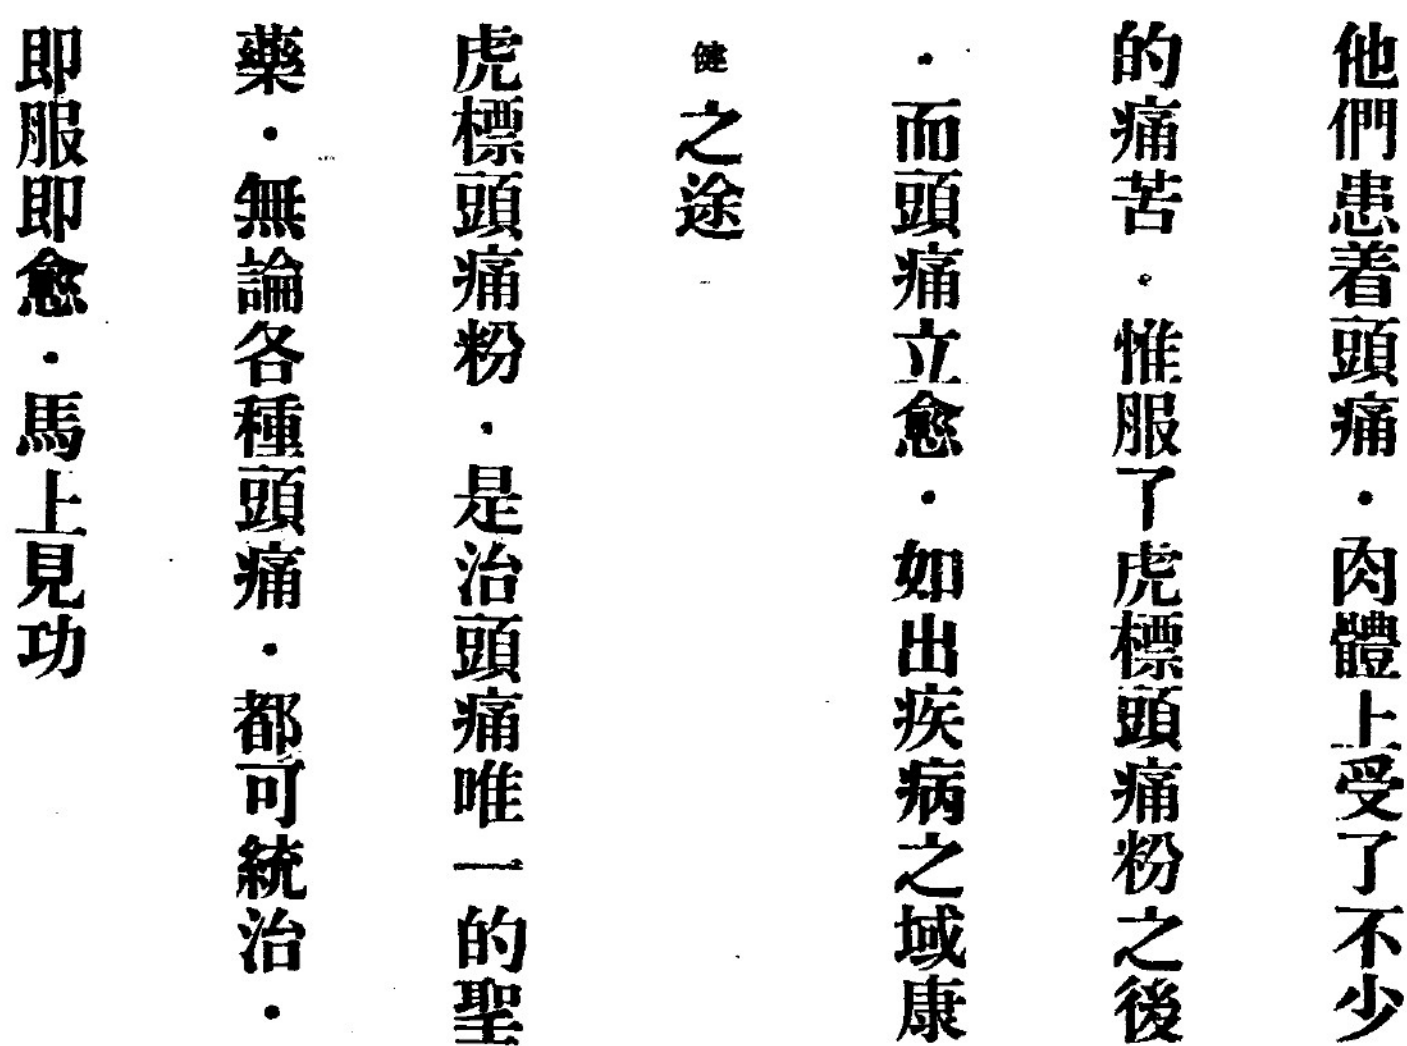 他們患着頭痛．肉體上受了不少
的痛苦．惟服了虎標頭痛粉之後
．而頭痛立愈．如出疾病之域康
健之途
虎標頭痛粉．是治頭痛唯一的聖
藥．無論各種頭痛．都可統治．
即服即愈．馬上見功